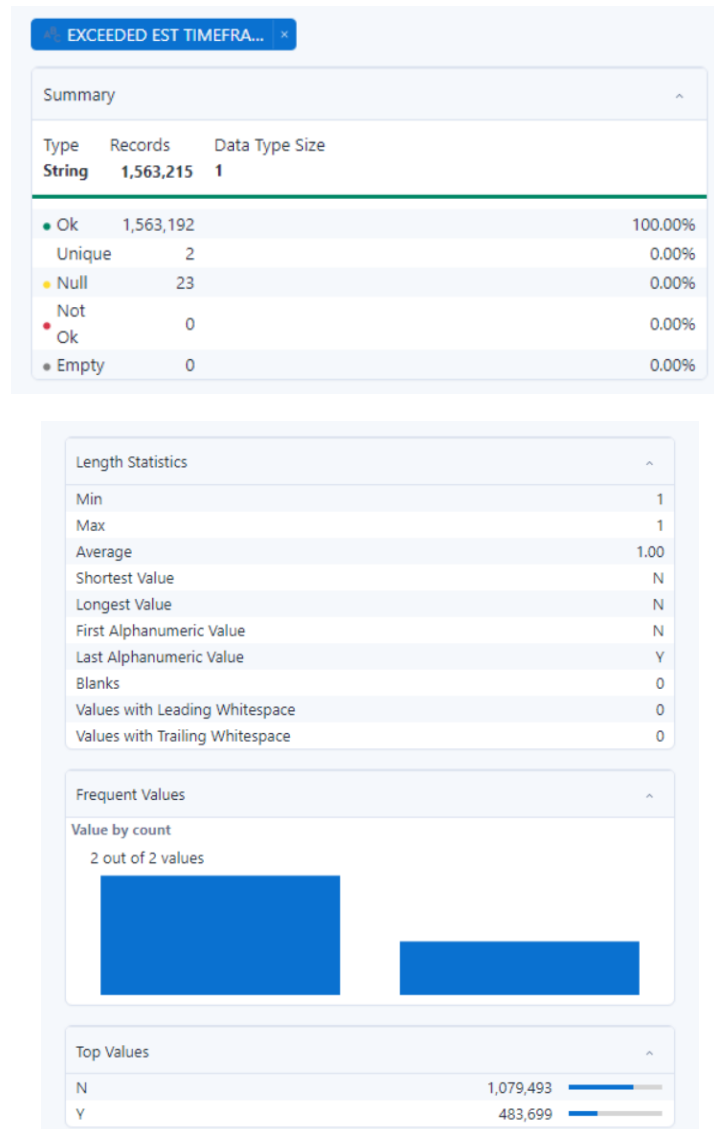 EXCEEDED EST TIMEFRA... ×
Summary
Type Records Data Type Size
String 1,563,215 1
Ok 1,563,192 100.00%
Unique 2 0.00%
Null 23 0.00%
Not
Ok 0 0.00%
Empty 0 0.00%
Length Statistics
Min 1
Max 1
Average 1.00
Shortest Value N
Longest Value N
First Alphanumeric Value N
Last Alphanumeric Value Y
Blanks 0
Values with Leading Whitespace 0
Values with Trailing Whitespace 0
Frequent Values
Value by count
2 out of 2 values
Top Values
N 1,079,493
Y 483,699